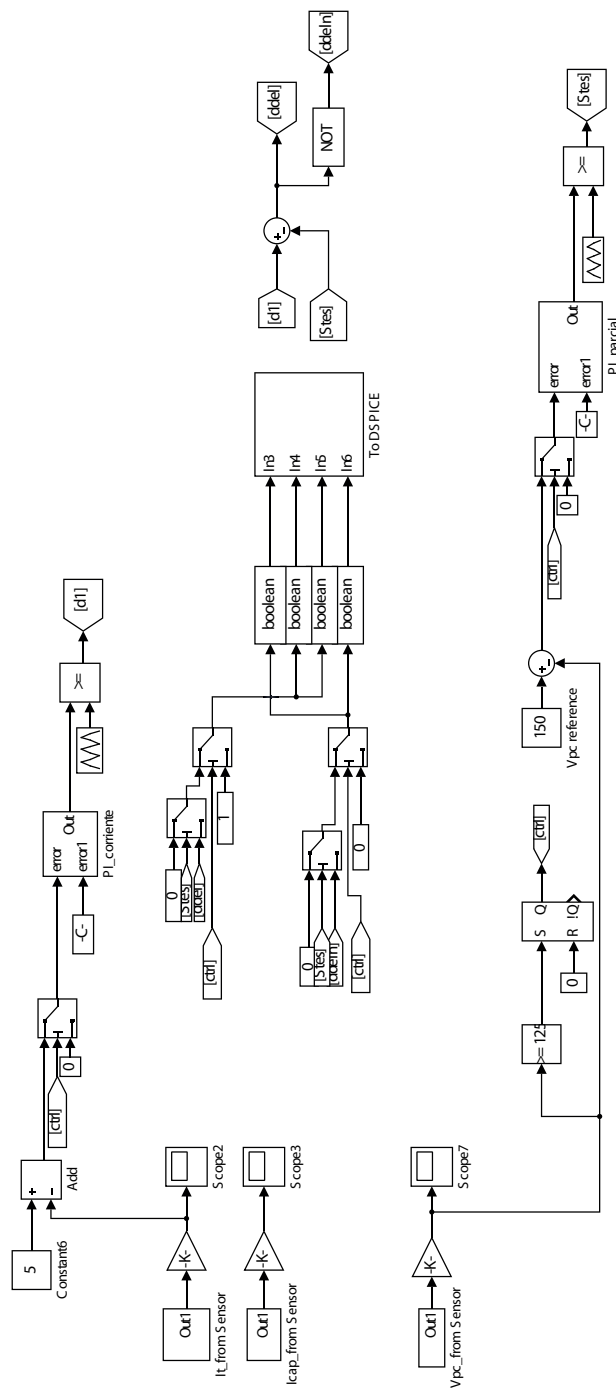 5
Constant6
+
-
Add
[ctrl]
0
-C-
error
error1
Out
PI_corriente
>=
[d1]
Out1
It_from Sensor
-K-
Scope2
Out1
Icap_from Sensor
-K-
Scope3
[ctrl]
0
[Stes]
[ddel]
1
0
[Stes]
[ddeln]
[ctrl]
0
boolean
boolean
boolean
boolean
In3
In4
In5
In6
To DSPICE
[d1]
[Stes]
+
-
[ddel]
NOT
[ddeln]
Out1
Vpc_from Sensor
-K-
Scope7
>= 125
0
S
Q
R
!Q
[ctrl]
150
Vpc reference
+
-
[ctrl]
0
-C-
error
error1
Out
PI_parcial
>=
[Stes]